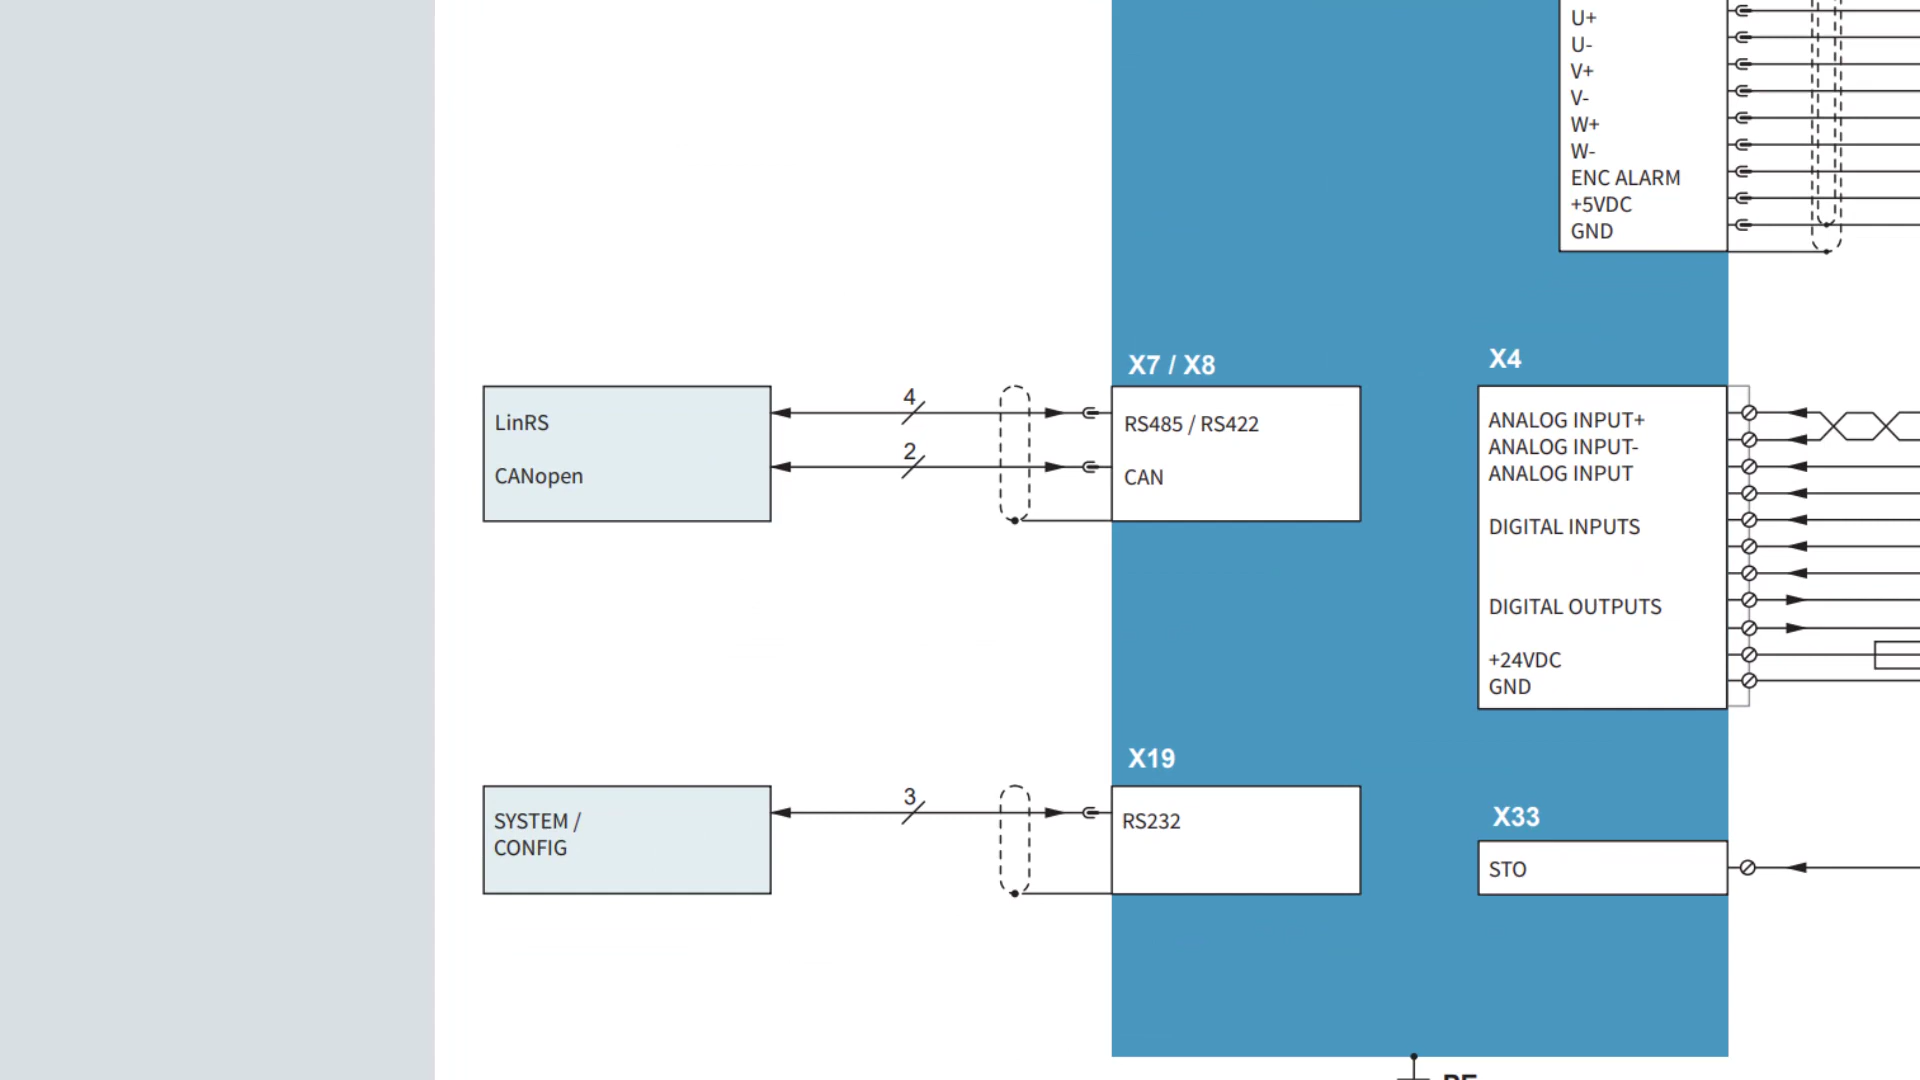 U+
U-
V+
V-
W+
W-
ENC ALARM
+5VDC
GND
X7 / X8
LinRS
CANopen
4
2
RS485 / RS422
CAN
X4
ANALOG INPUT+
ANALOG INPUT-
ANALOG INPUT
DIGITAL INPUTS
DIGITAL OUTPUTS
+24VDC
GND
X19
SYSTEM /
CONFIG
3
RS232
X33
STO